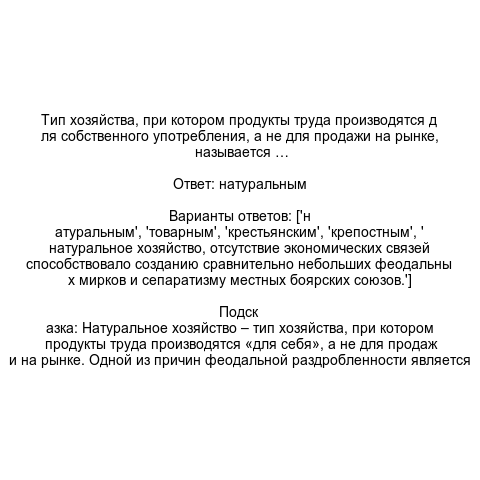 Тип хозяйства, при котором продукты труда производятся д
ля собственного употребления, а не для продажи на рынке,
называется …
Ответ: натуральным
Варианты ответов: ['н
атуральным', 'товарным', 'крестьянским', 'крепостным', '
натуральное хозяйство, отсутствие экономических связей
способствовало созданию сравнительно небольших феодальны
х мирков и сепаратизму местных боярских союзов.']
Подск
азка: Натуральное хозяйство – тип хозяйства, при котором
продукты труда производятся «для себя», а не для продаж
и на рынке. Одной из причин феодальной раздробленности является